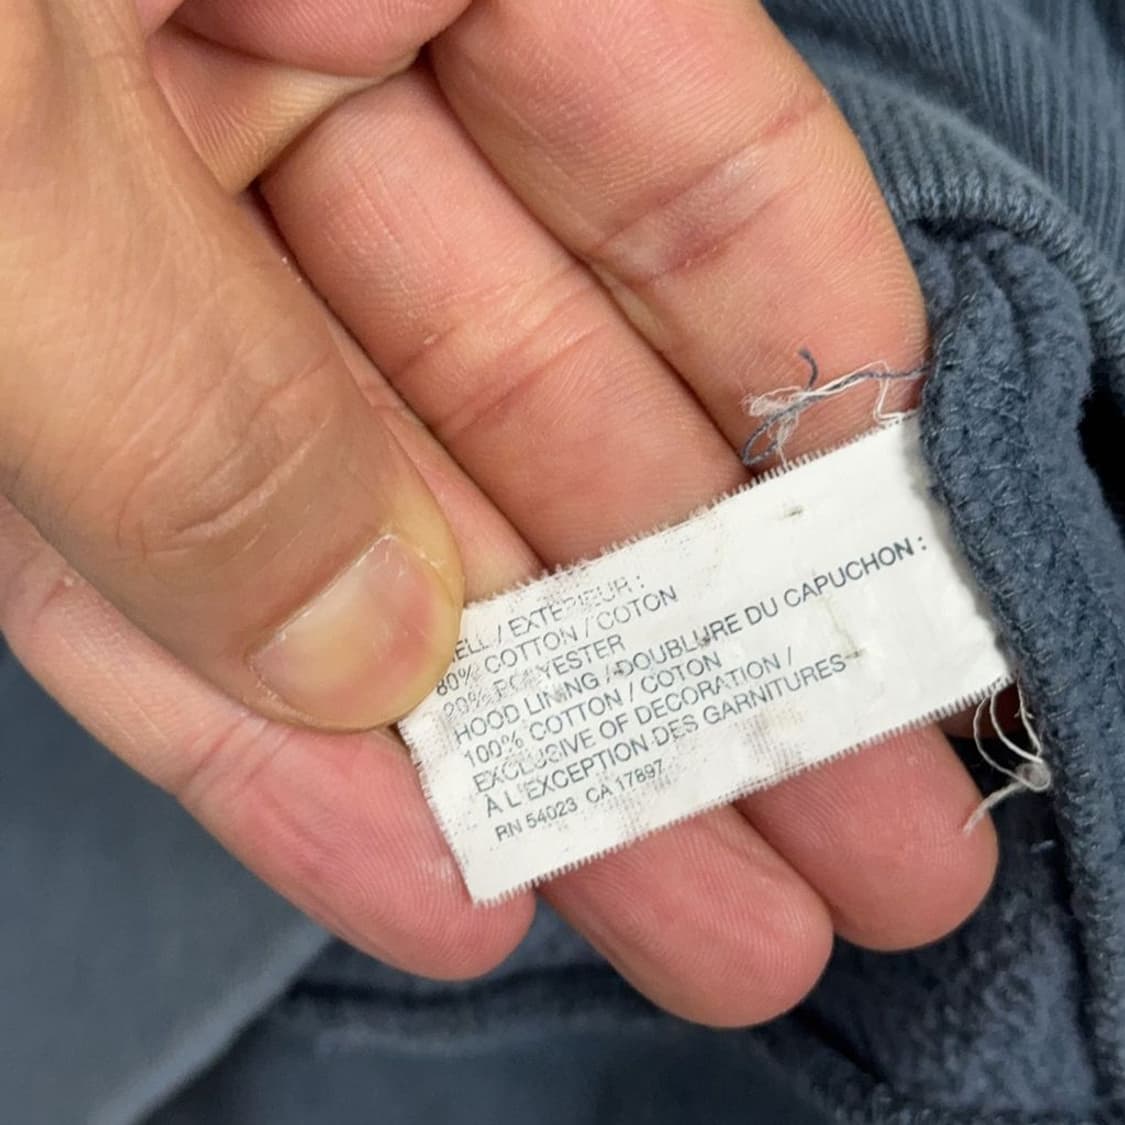 ELL / EXTÉRIEUR :
80% COTTON / COTON
20% POLYESTER
HOOD LINING / DOUBLURE DU CAPUCHON :
100% COTTON / COTON
EXCLUSIVE OF DECORATION /
À L'EXCEPTION DES GARNITURES
RN 54023 CA 17897